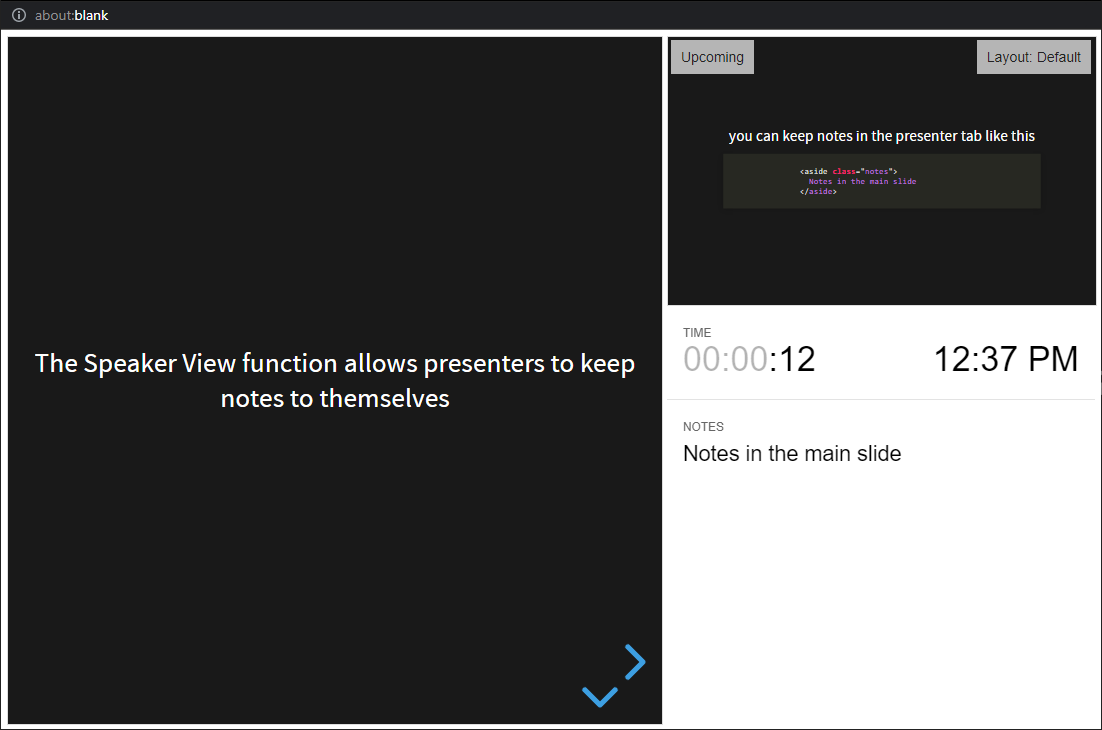 about:blank
The Speaker View function allows presenters to keep
notes to themselves
Upcoming
Layout: Default
you can keep notes in the presenter tab like this
<aside class="notes">
Notes in the main slide
</aside>
TIME
00:00:12
12:37 PM
NOTES
Notes in the main slide